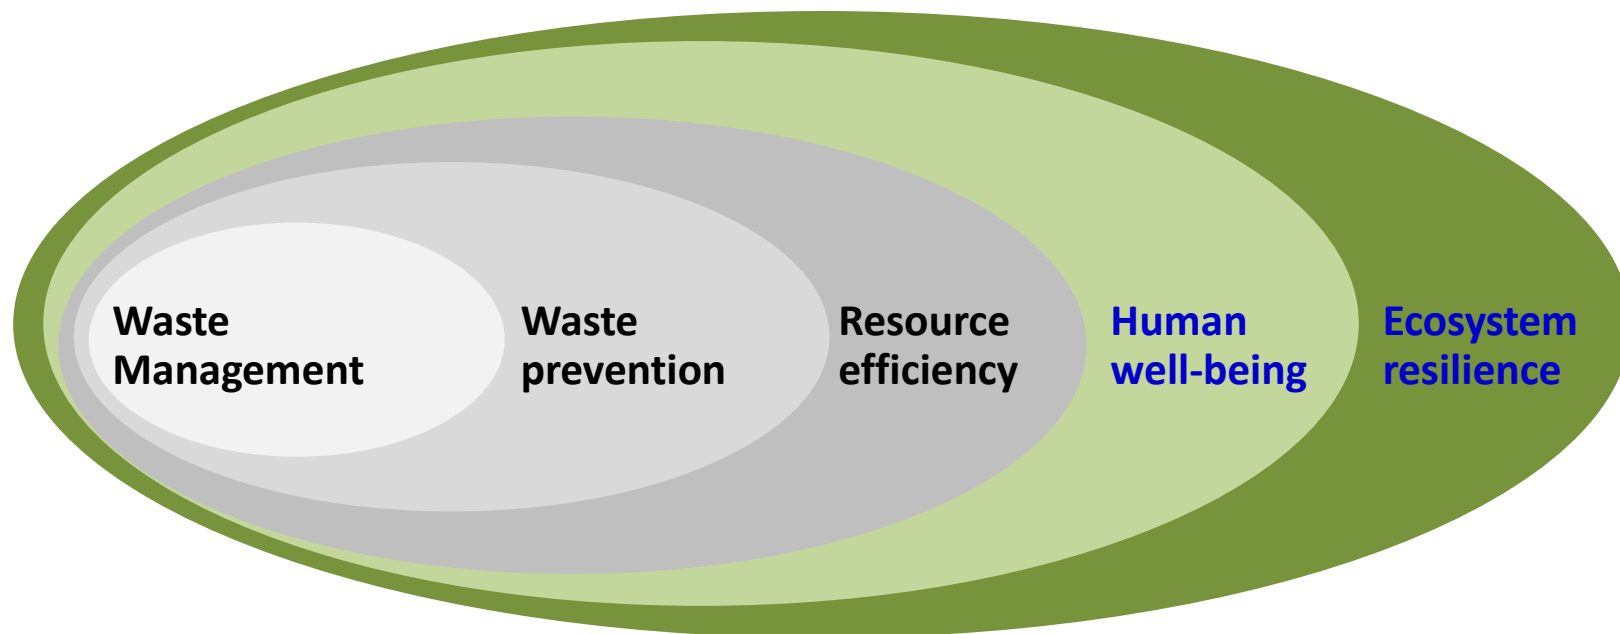 Waste
Management
Waste
prevention
Resource
efficiency
Human
well-being
Ecosystem
resilience